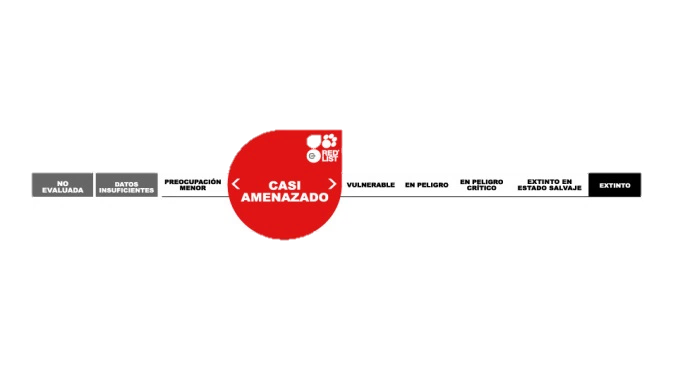 RED
LIST
NO
EVALUADA
DATOS
INSUFICIENTES
PREOCUPACIÓN
MENOR
CASI
AMENAZADO
VULNERABLE
EN PELIGRO
EN PELIGRO
CRÍTICO
EXTINTO EN
ESTADO SALVAJE
EXTINTO